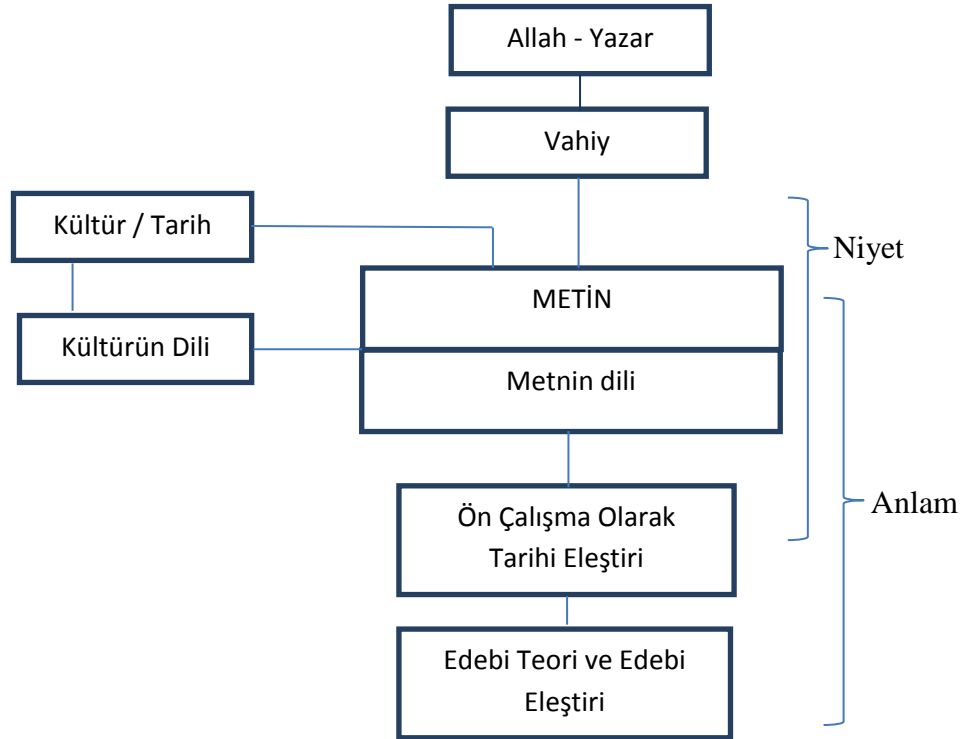 Allah - Yazar
Vahiy
Kültür / Tarih
Niyet
METİN
Kültürün Dili
Metnin dili
Ön Çalışma Olarak
Tarihi Eleştiri
Anlam
Edebi Teori ve Edebi
Eleştiri